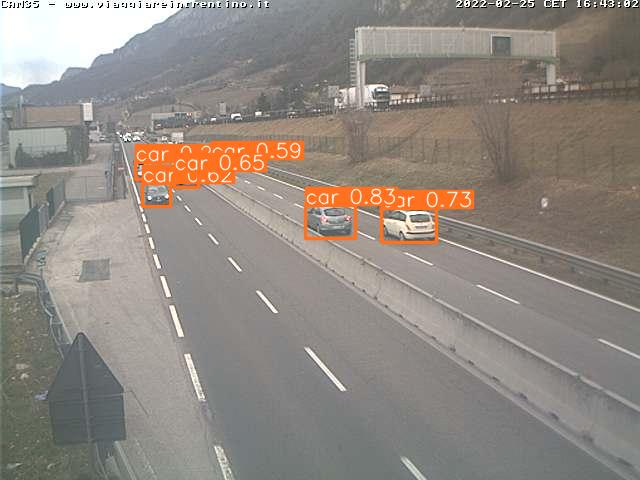 CAM35 - www.viaggiareintrentino.it
2022-02-25 CET 16:43:02
car 0.59
car 0.65
car 0.62
car 0.83
car 0.73